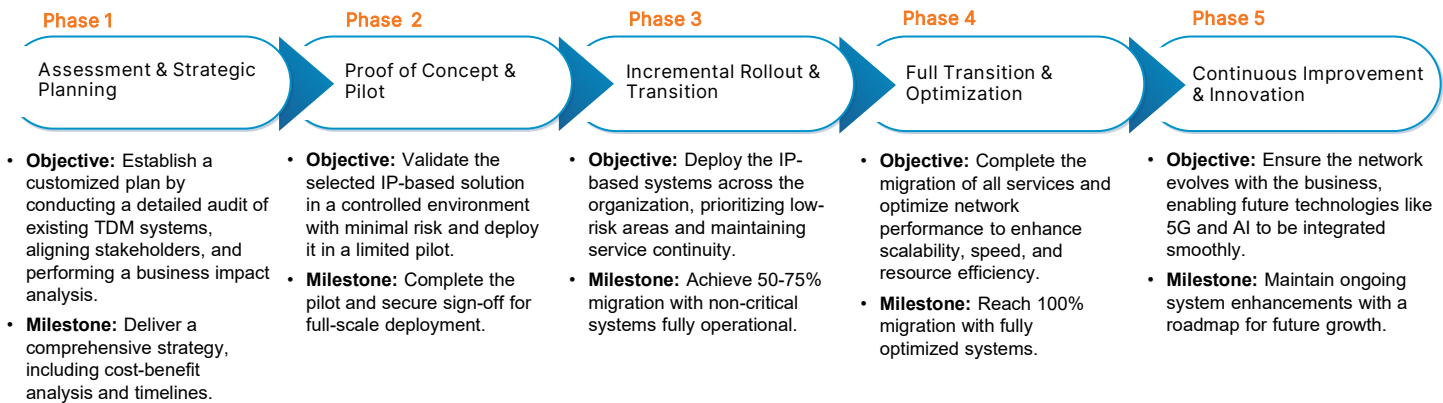 Phase 1
Assessment & Strategic
Planning
• Objective: Establish a
customized plan by
conducting a detailed audit of
existing TDM systems,
aligning stakeholders, and
performing a business impact
analysis.
• Milestone: Deliver a
comprehensive strategy,
including cost-benefit
analysis and timelines.
Phase 2
Proof of Concept &
Pilot
• Objective: Validate the
selected IP-based solution
in a controlled environment
with minimal risk and deploy
it in a limited pilot.
• Milestone: Complete the
pilot and secure sign-off for
full-scale deployment.
Phase 3
Incremental Rollout &
Transition
• Objective: Deploy the IP-
based systems across the
organization, prioritizing low-
risk areas and maintaining
service continuity.
• Milestone: Achieve 50-75%
migration with non-critical
systems fully operational.
Phase 4
Full Transition &
Optimization
• Objective: Complete the
migration of all services and
optimize network
performance to enhance
scalability, speed, and
resource efficiency.
• Milestone: Reach 100%
migration with fully
optimized systems.
Phase 5
Continuous Improvement
& Innovation
• Objective: Ensure the network
evolves with the business,
enabling future technologies like
5G and AI to be integrated
smoothly.
• Milestone: Maintain ongoing
system enhancements with a
roadmap for future growth.